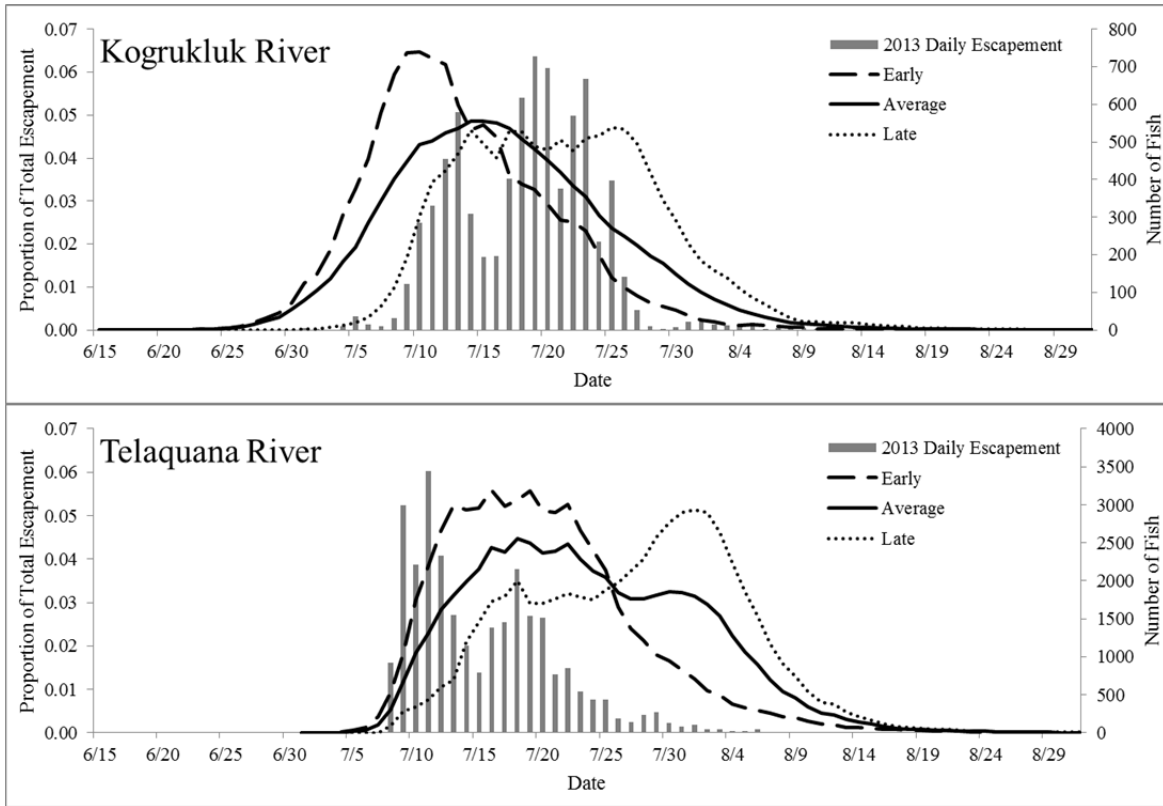 Kogrukluk River
2013 Daily Escapement
Early
Average
Late
Proportion of Total Escapement
0.07
0.06
0.05
0.04
0.03
0.02
0.01
0.00
800
700
600
500
400
300
200
100
0
Number of Fish
6/15 6/20 6/25 6/30 7/5 7/10 7/15 7/20 7/25 7/30 8/4 8/9 8/14 8/19 8/24 8/29
Date
Telaquana River
2013 Daily Escapement
Early
Average
Late
Proportion of Total Escapement
0.07
0.06
0.05
0.04
0.03
0.02
0.01
0.00
4000
3500
3000
2500
2000
1500
1000
500
0
Number of Fish
6/15 6/20 6/25 6/30 7/5 7/10 7/15 7/20 7/25 7/30 8/4 8/9 8/14 8/19 8/24 8/29
Date